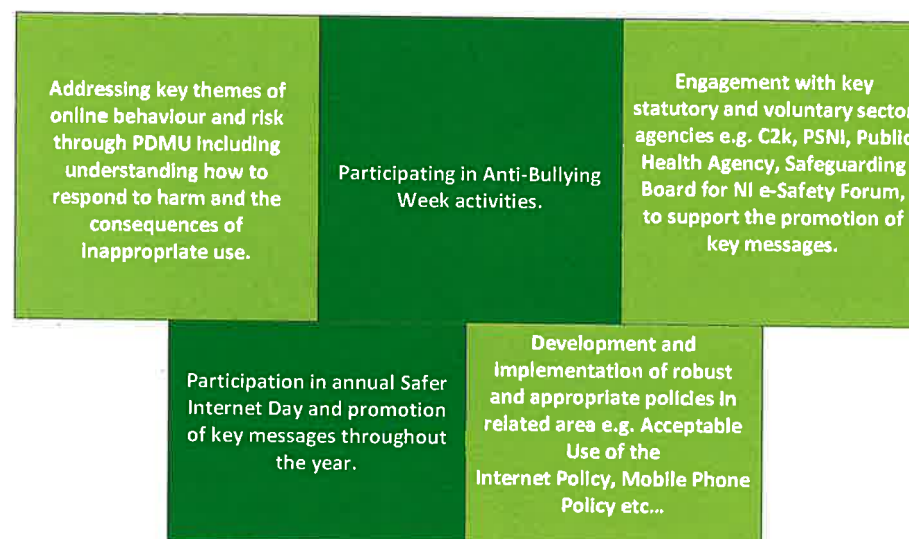 Addressing key themes of
online behaviour and risk
through PDMU including
understanding how to
respond to harm and the
consequences of
inappropriate use.
Participating in Anti-Bullying
Week activities.
Engagement with key
statutory and voluntary sector
agencies e.g. C2k, PSNI, Public
Health Agency, Safeguarding
Board for NI e-Safety Forum,
to support the promotion of
key messages.
Participation in annual Safer
Internet Day and promotion
of key messages throughout
the year.
Development and
implementation of robust
and appropriate policies in
related area e.g. Acceptable
Use of the
Internet Policy, Mobile Phone
Policy etc...